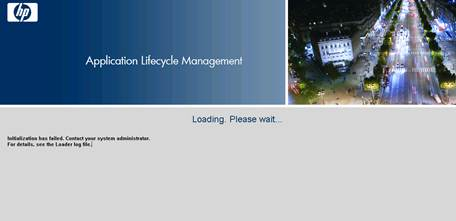 hp
Application Lifecycle Management
Loading. Please wait...
Initialization has failed. Contact your system administrator.
For details, see the Loader log file.